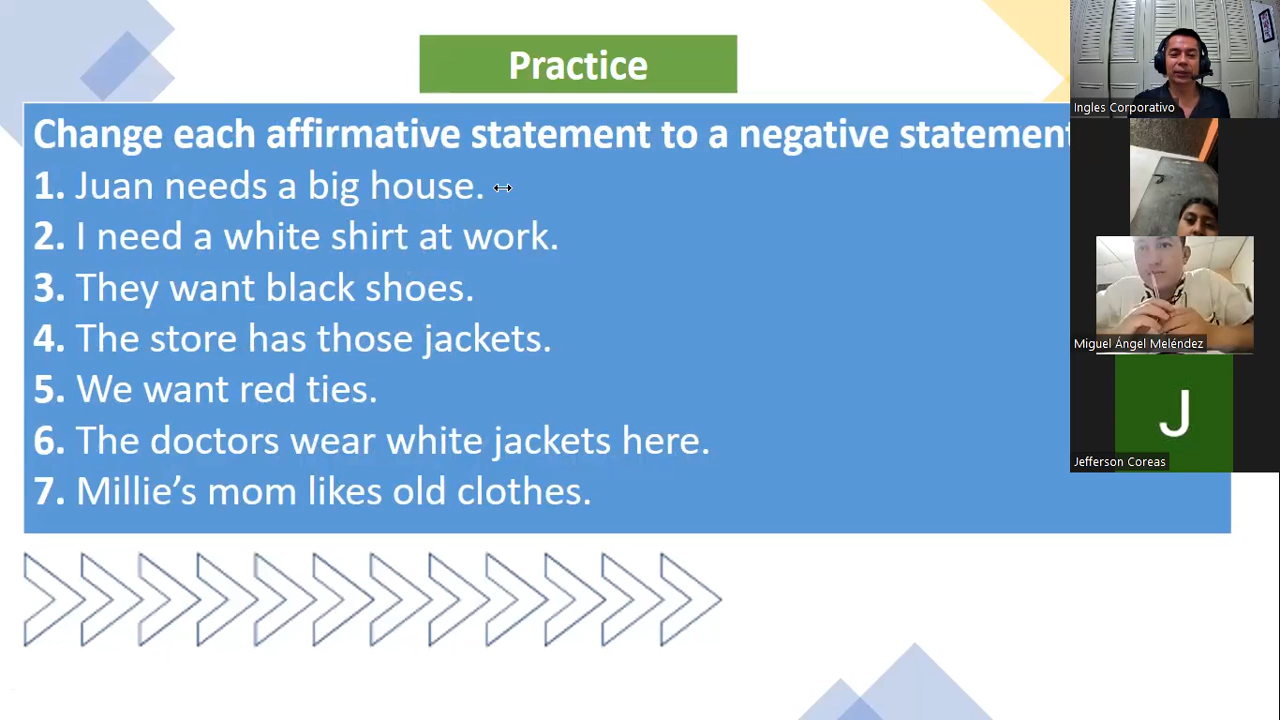 Practice
Change each affirmative statement to a negative statement
1. Juan needs a big house.
2. I need a white shirt at work.
3. They want black shoes.
4. The store has those jackets.
5. We want red ties.
6. The doctors wear white jackets here.
7. Millie’s mom likes old clothes.
Ingles Corporativo
Miguel Ángel Meléndez
J
Jefferson Coreas